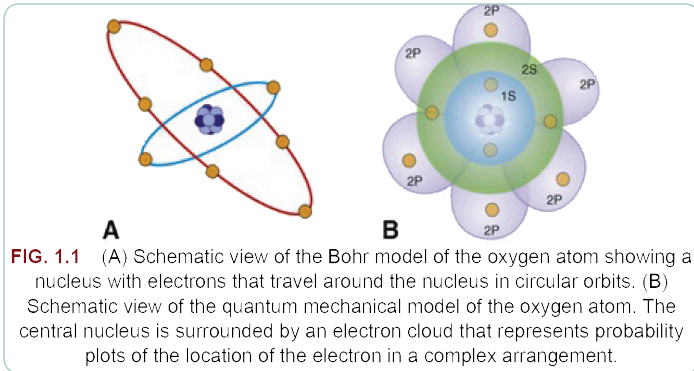 2P
2P
2S
2P
1S
2P
2P
2P
A
B
FIG. 1.1 (A) Schematic view of the Bohr model of the oxygen atom showing a
nucleus with electrons that travel around the nucleus in circular orbits. (B)
Schematic view of the quantum mechanical model of the oxygen atom. The
central nucleus is surrounded by an electron cloud that represents probability
plots of the location of the electron in a complex arrangement.